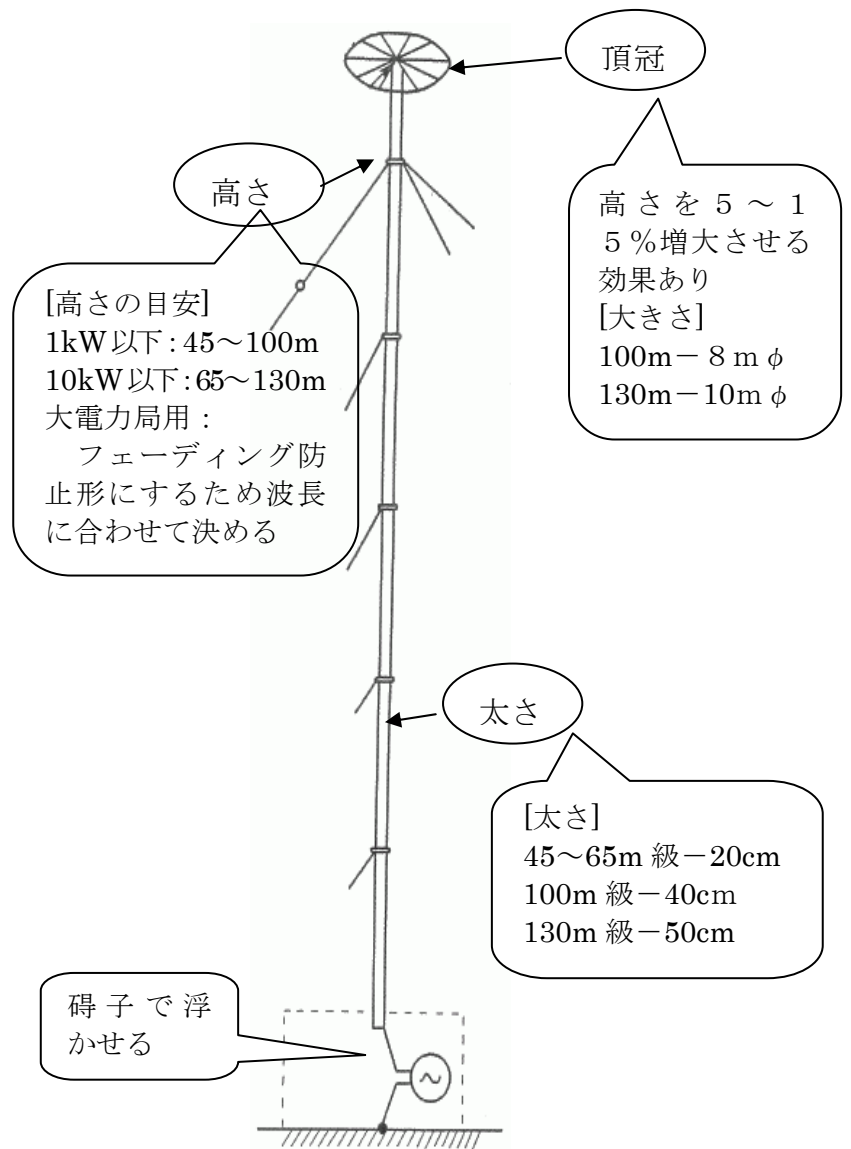 頂冠
高さを5~1
5%増大させる
効果あり
[大きさ]
100m-8mφ
130m-10mφ
高さ
[高さの目安]
1kW以下:45~100m
10kW以下:65~130m
大電力局用:
フェーディング防
止形にするため波長
に合わせて決める
太さ
[太さ]
45~65m級-20cm
100m級-40cm
130m級-50cm
碍子で浮
かせる